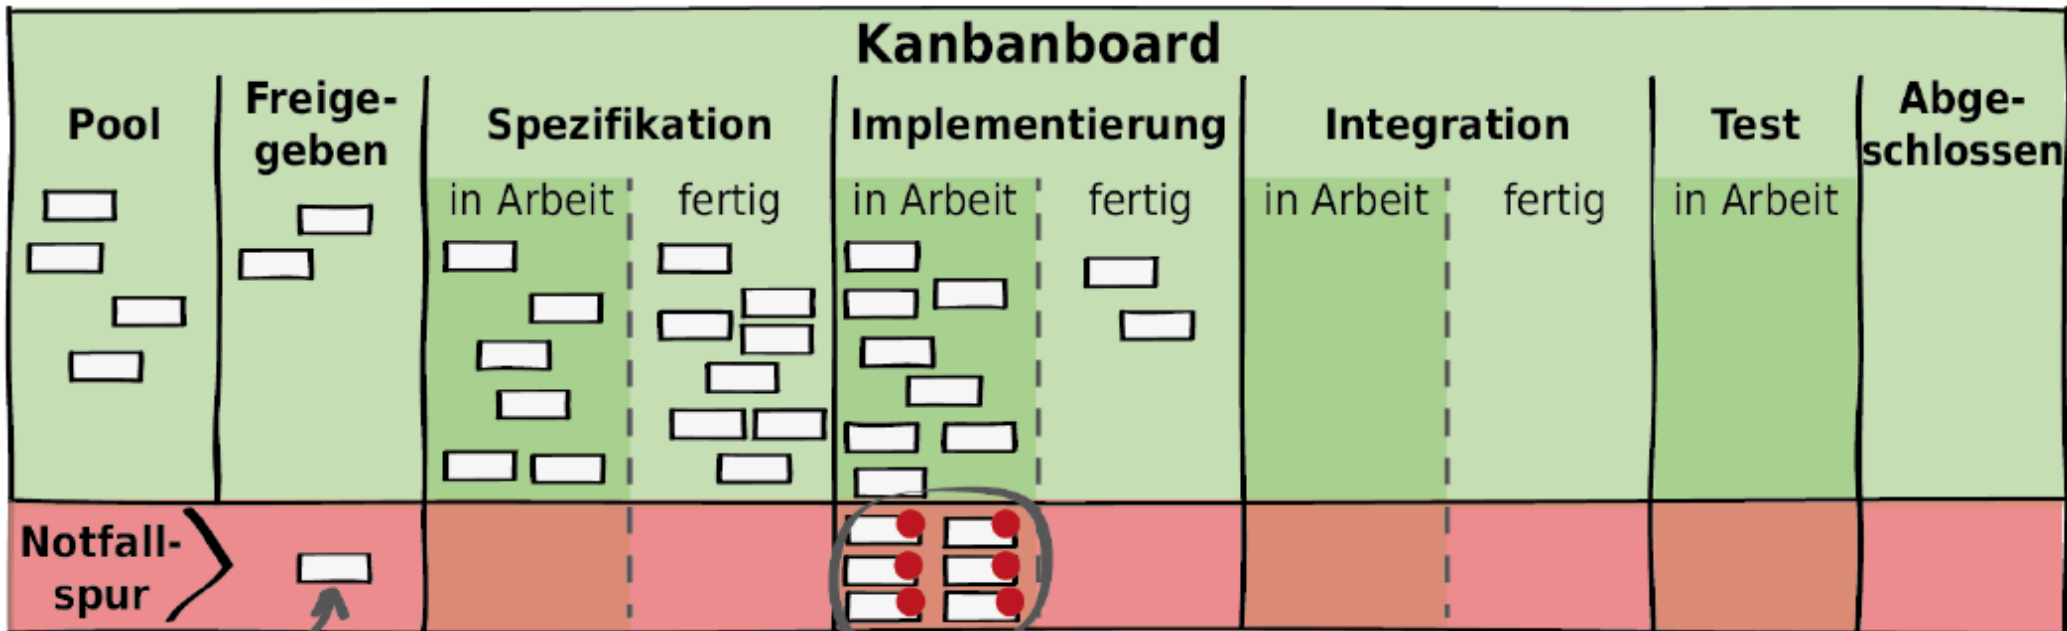 Kanbanboard
Pool
Freige-
geben
Spezifikation
in Arbeit
fertig
Implementierung
in Arbeit
fertig
Integration
in Arbeit
fertig
Test
in Arbeit
Abge-
schlossen
Notfall-
spur